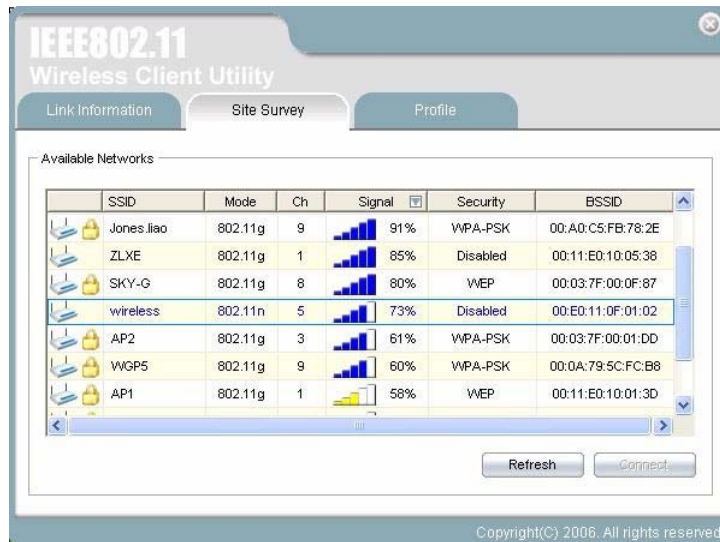 IEEE802.11
Wireless Client Utility
Link Information Site Survey Profile
Available Networks
SSID Mode Ch Signal Security BSSID
Jones.liao 802.11g 9 91% WPA-PSK 00:A0:C5:FB:78:2E
ZLXE 802.11g 1 85% Disabled 00:11:E0:10:05:38
SKY-G 802.11g 8 80% WEP 00:03:7F:00:0F:87
wireless 802.11n 5 73% Disabled 00:E0:11:0F:01:02
AP2 802.11g 3 61% WPA-PSK 00:03:7F:00:01:DD
WGP5 802.11g 9 60% WPA-PSK 00:0A:79:5C:FC:B8
AP1 802.11g 1 58% WEP 00:11:E0:10:01:3D
Refresh Connect
Copyright(C) 2006. All rights reserved